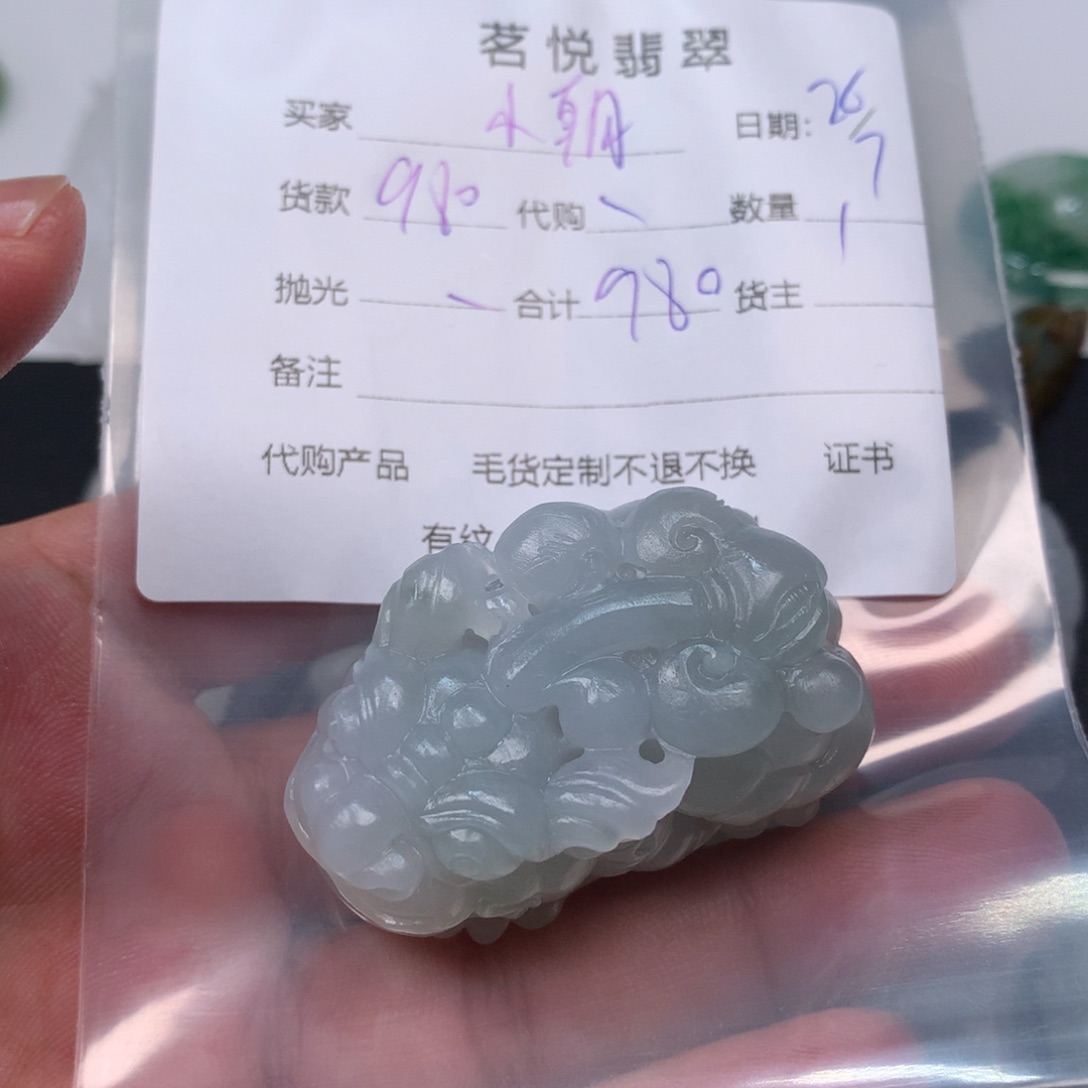 茗悦翡翠
买家 小朝 日期: 26/7
货款 980 代购 数量 1
抛光 合计 980 货主
备注
代购产品 毛货定制不退不换 证书
有纹